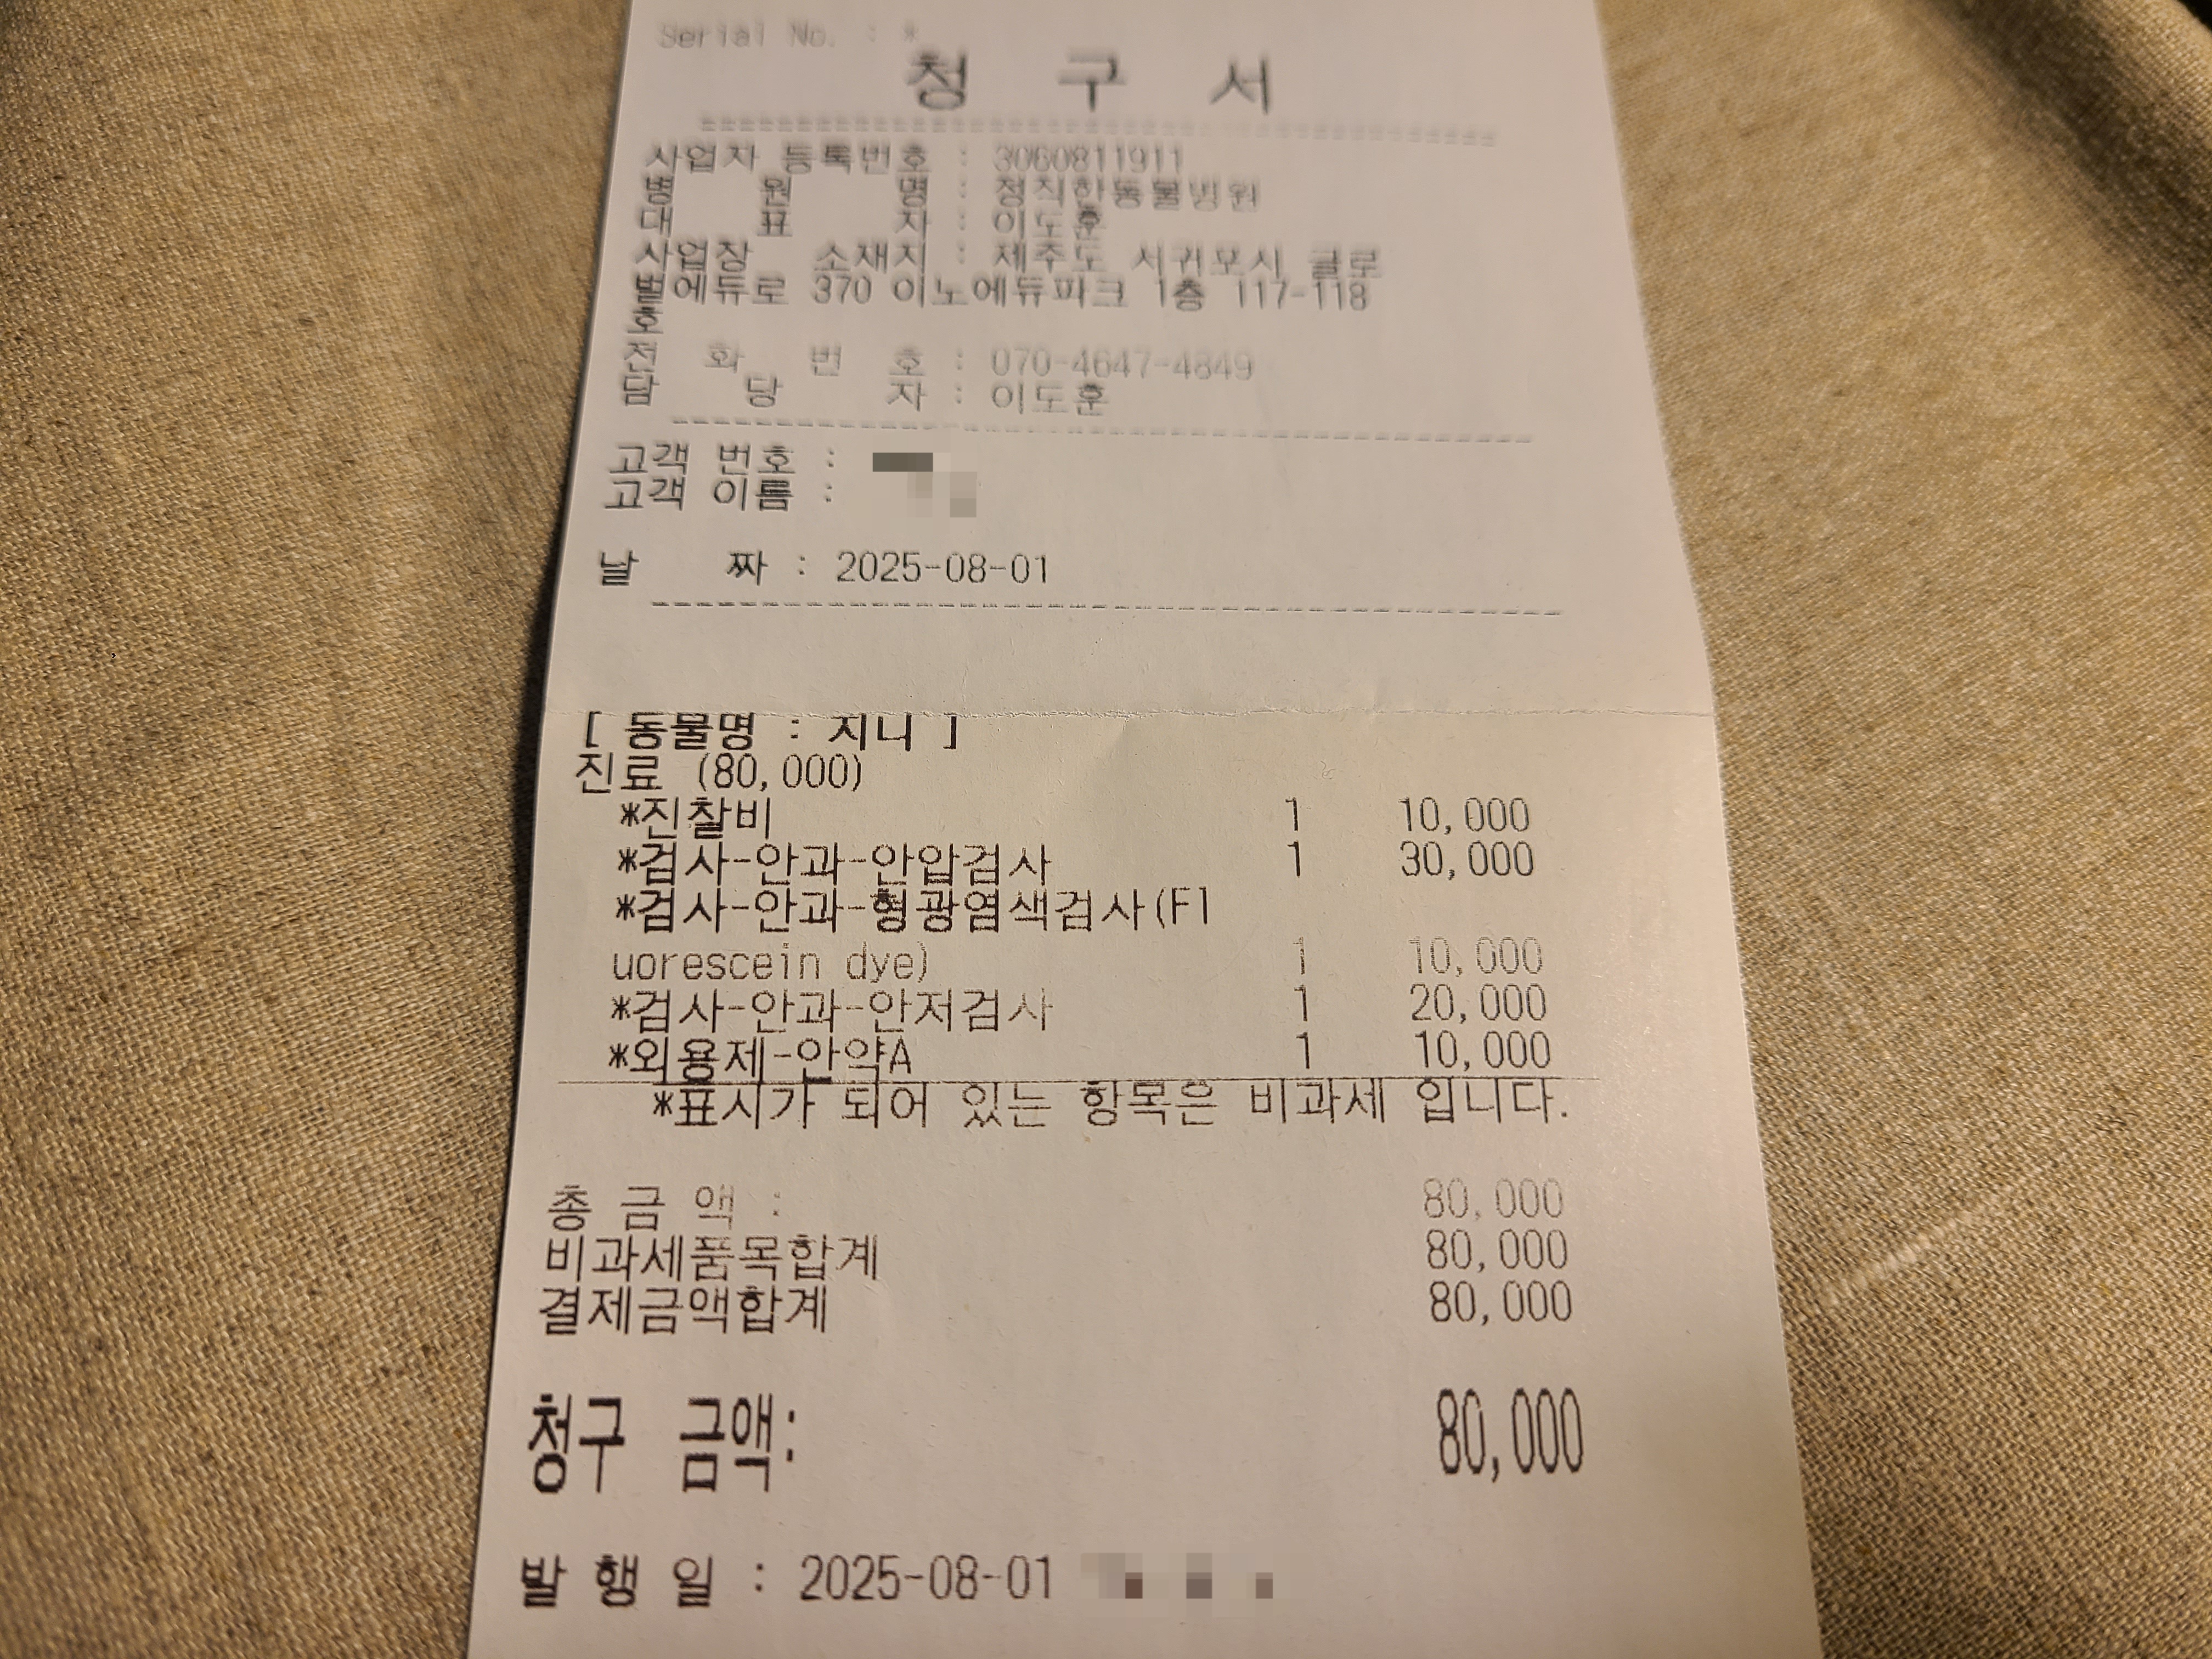 Serial No. : *
청 구 서
사업자 등록번호 : 3060811911
병 원 명 : 정직한동물병원
대 표 자 : 이도훈
사업장 소재지 : 제주도 서귀포시 글로
벌에듀로 370 이노에듀파크 1층 117-118
호
전 화 번 호 : 070-4647-4849
담 당 자 : 이도훈
고객 번호 :
고객 이름 :
날 짜 : 2025-08-01
[ 동물명 : 지니 ]
진료 (80,000)
*진찰비 1 10,000
*검사-안과-안압검사 1 30,000
*검사-안과-형광염색검사(Fl
uorescein dye) 1 10,000
*검사-안과-안저검사 1 20,000
*외용제-안약A 1 10,000
*표시가 되어 있는 항목은 비과세 입니다.
총 금 액 : 80,000
비과세품목합계 80,000
결제금액합계 80,000
청구 금액: 80,000
발 행 일 : 2025-08-01